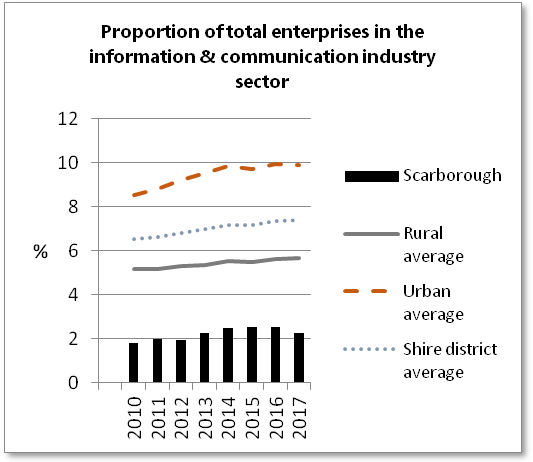 Proportion of total enterprises in the
information & communication industry
sector
12
10
8
6
4
2
0
%
2010
2011
2012
2013
2014
2015
2016
2017
Scarborough
Rural
average
Urban
average
Shire district
average